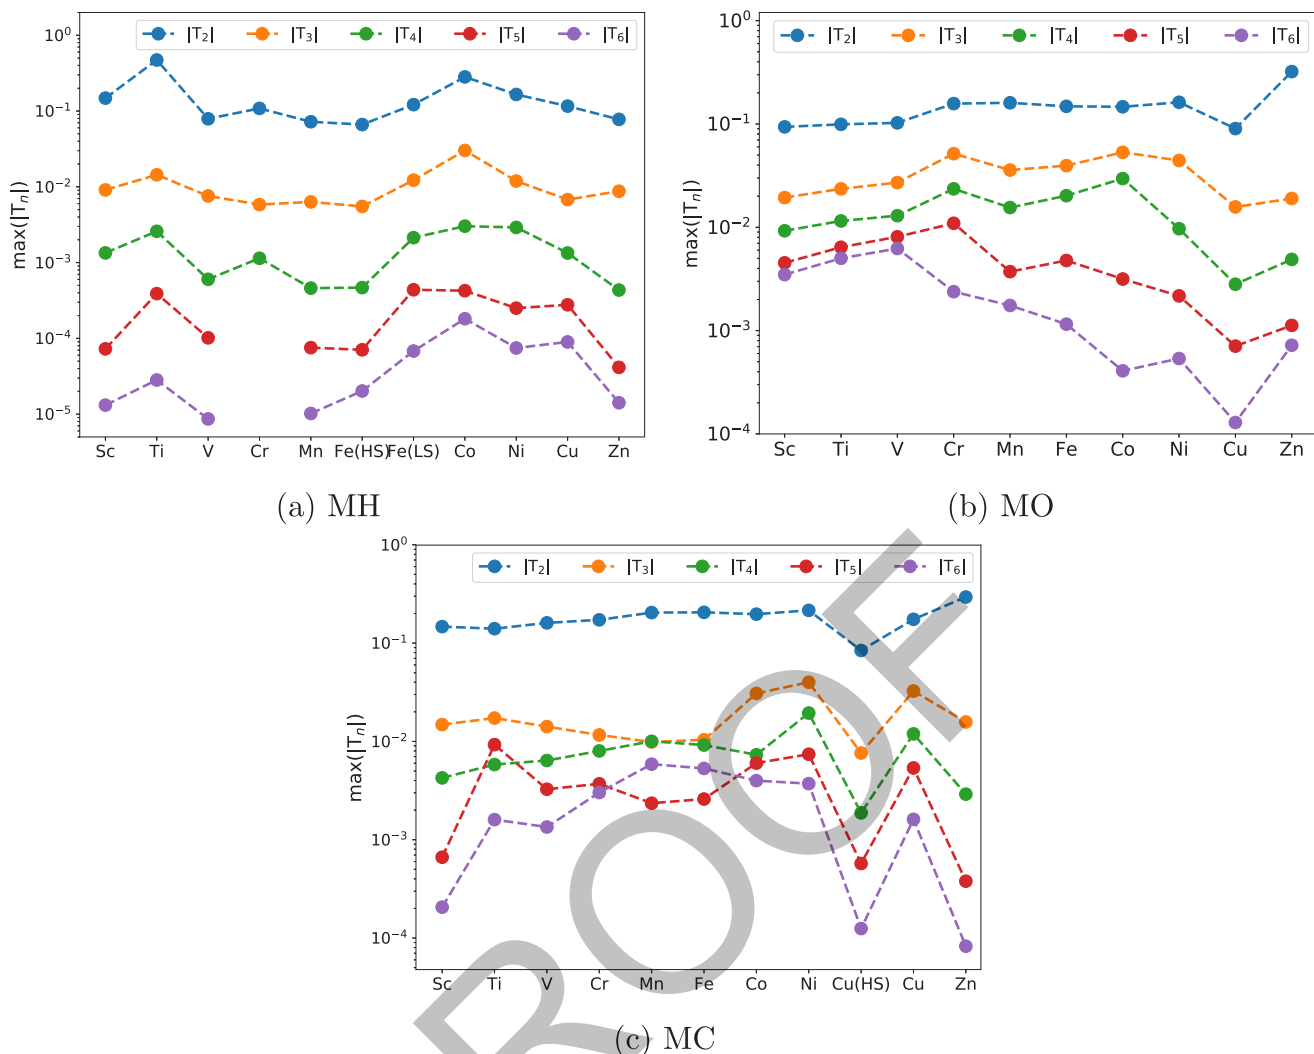 |T2| |T3| |T4| |T5| |T6|
10^0
10^-1
10^-2
10^-3
10^-4
10^-5
max(|Tn|)
Sc Ti V Cr Mn Fe(HS) Fe(LS) Co Ni Cu Zn
(a) MH
|T2| |T3| |T4| |T5| |T6|
10^0
10^-1
10^-2
10^-3
10^-4
max(|Tn|)
Sc Ti V Cr Mn Fe Co Ni Cu Zn
(b) MO
|T2| |T3| |T4| |T5| |T6|
10^0
10^-1
10^-2
10^-3
10^-4
max(|Tn|)
Sc Ti V Cr Mn Fe Co Ni Cu(HS) Cu Zn
(c) MC
ROOF